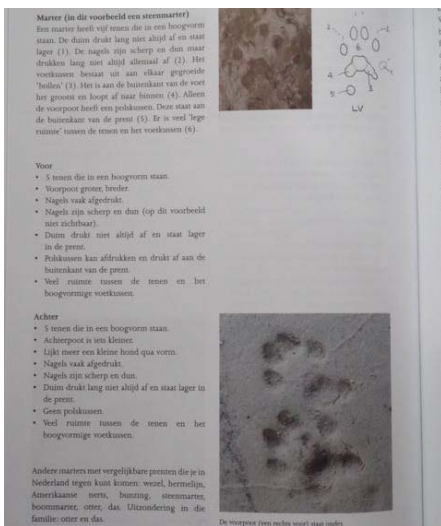 Marter (in dit voorbeeld een steenmarter)
Een marter heeft vijf tenen die in een hoogvorm
staan. De duim drukt lang niet altijd af en staat
lager (1). De nagels zijn scherp en dun maar
drukken lang niet altijd allemaal af (2). Het
voetkussen bestaat uit aan elkaar gegroeide
'bollen' (3). Het is aan de buitenkant van de voet
het grootst en loopt af naar binnen (4). Alleen
de voorpoot heeft een polskussen. Deze staat aan
de buitenkant van de prent (5). Er is veel 'lege
ruimte' tussen de tenen en het voetkussen (6).
6
4
5
3
LV
Voor
• 5 tenen die in een boogvorm staan.
• Voorpoot groter, breder.
• Nagels vaak afgedrukt.
• Nagels zijn scherp en dun (op dit voorbeeld
niet zichtbaar).
• Duim drukt niet altijd af en staat lager
in de prent.
• Polskussen kan afdrukken en drukt af aan de
buitenkant van de prent.
• Veel ruimte tussen de tenen en het
boogvormige voetkussen.
Achter
• 5 tenen die in een boogvorm staan.
• Achterpoot is iets kleiner.
• Lijkt meer een kleine hond qua vorm.
• Nagels vaak afgedrukt.
• Nagels zijn scherp en dun.
• Duim drukt lang niet altijd af en staat lager in
de prent.
• Geen polskussen
• Veel ruimte tussen de tenen en het
boogvormige voetkussen.
Andere marters met vergelijkbare prenten die je in
Nederland tegen kunt komen: wezel, hermelijn,
Amerikaanse nerts, bunzing, steenmarter,
boommarter, otter, das. Uitzondering in die
familie: otter en das.
De voorpoot (een rechts voor) staat onder